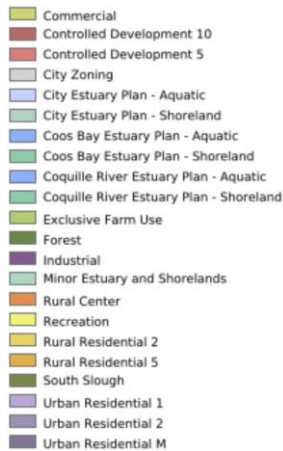 Commercial
Controlled Development 10
Controlled Development 5
City Zoning
City Estuary Plan - Aquatic
City Estuary Plan - Shoreland
Coos Bay Estuary Plan - Aquatic
Coos Bay Estuary Plan - Shoreland
Coquille River Estuary Plan - Aquatic
Coquille River Estuary Plan - Shoreland
Exclusive Farm Use
Forest
Industrial
Minor Estuary and Shorelands
Rural Center
Recreation
Rural Residential 2
Rural Residential 5
South Slough
Urban Residential 1
Urban Residential 2
Urban Residential M